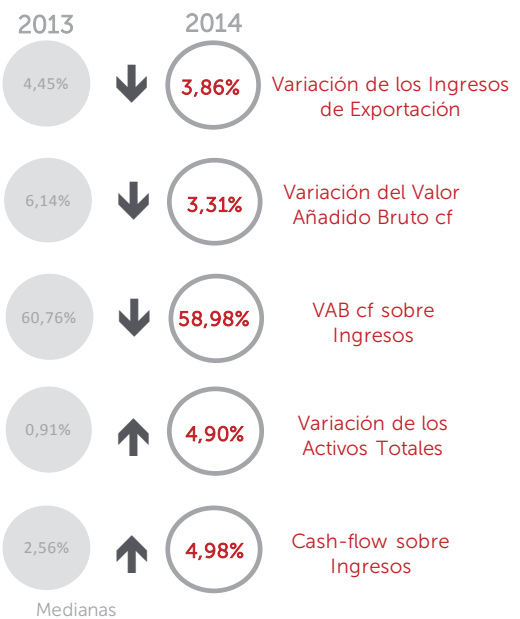 2013
2014
4,45%
3,86%
Variación de los Ingresos
de Exportación
6,14%
3,31%
Variación del Valor
Añadido Bruto cf
60,76%
58,98%
VAB cf sobre
Ingresos
0,91%
4,90%
Variación de los
Activos Totales
2,56%
4,98%
Cash-flow sobre
Ingresos
Medianas